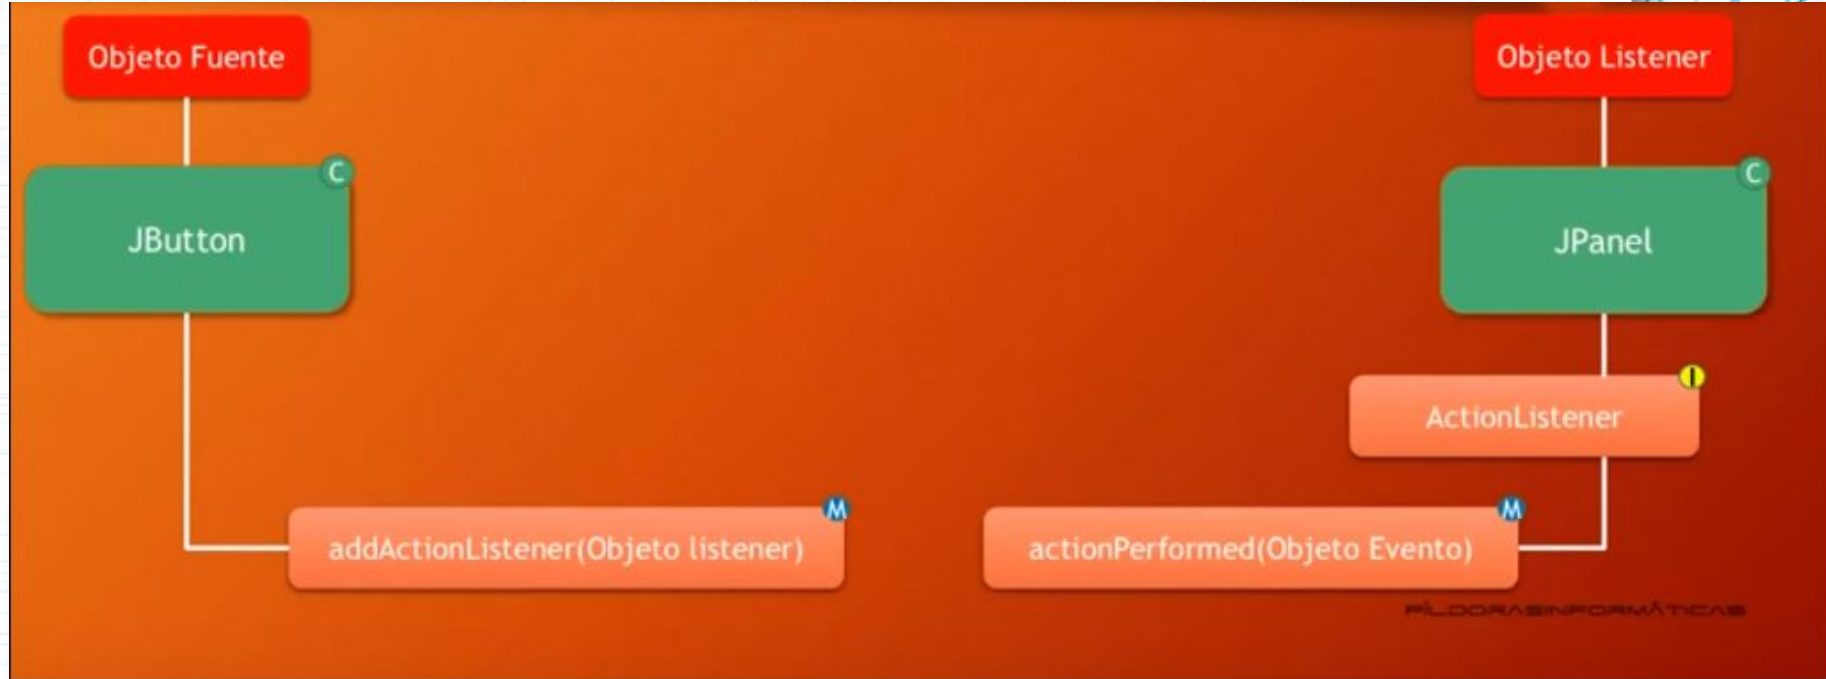 Objeto Fuente
Objeto Listener
C
JButton
C
JPanel
I
ActionListener
M
addActionListener(Objeto listener)
M
actionPerformed(Objeto Evento)
PÍLDORASINFORMÁTICAS